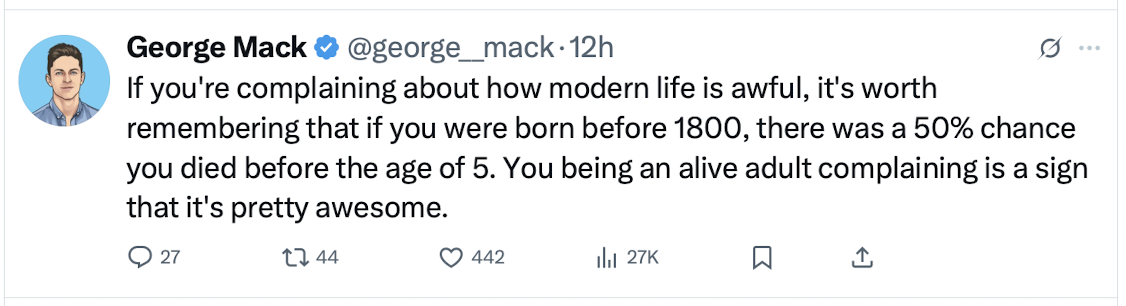 George Mack @george__mack · 12h
If you're complaining about how modern life is awful, it's worth
remembering that if you were born before 1800, there was a 50% chance
you died before the age of 5. You being an alive adult complaining is a sign
that it's pretty awesome.
27 44 442 27K